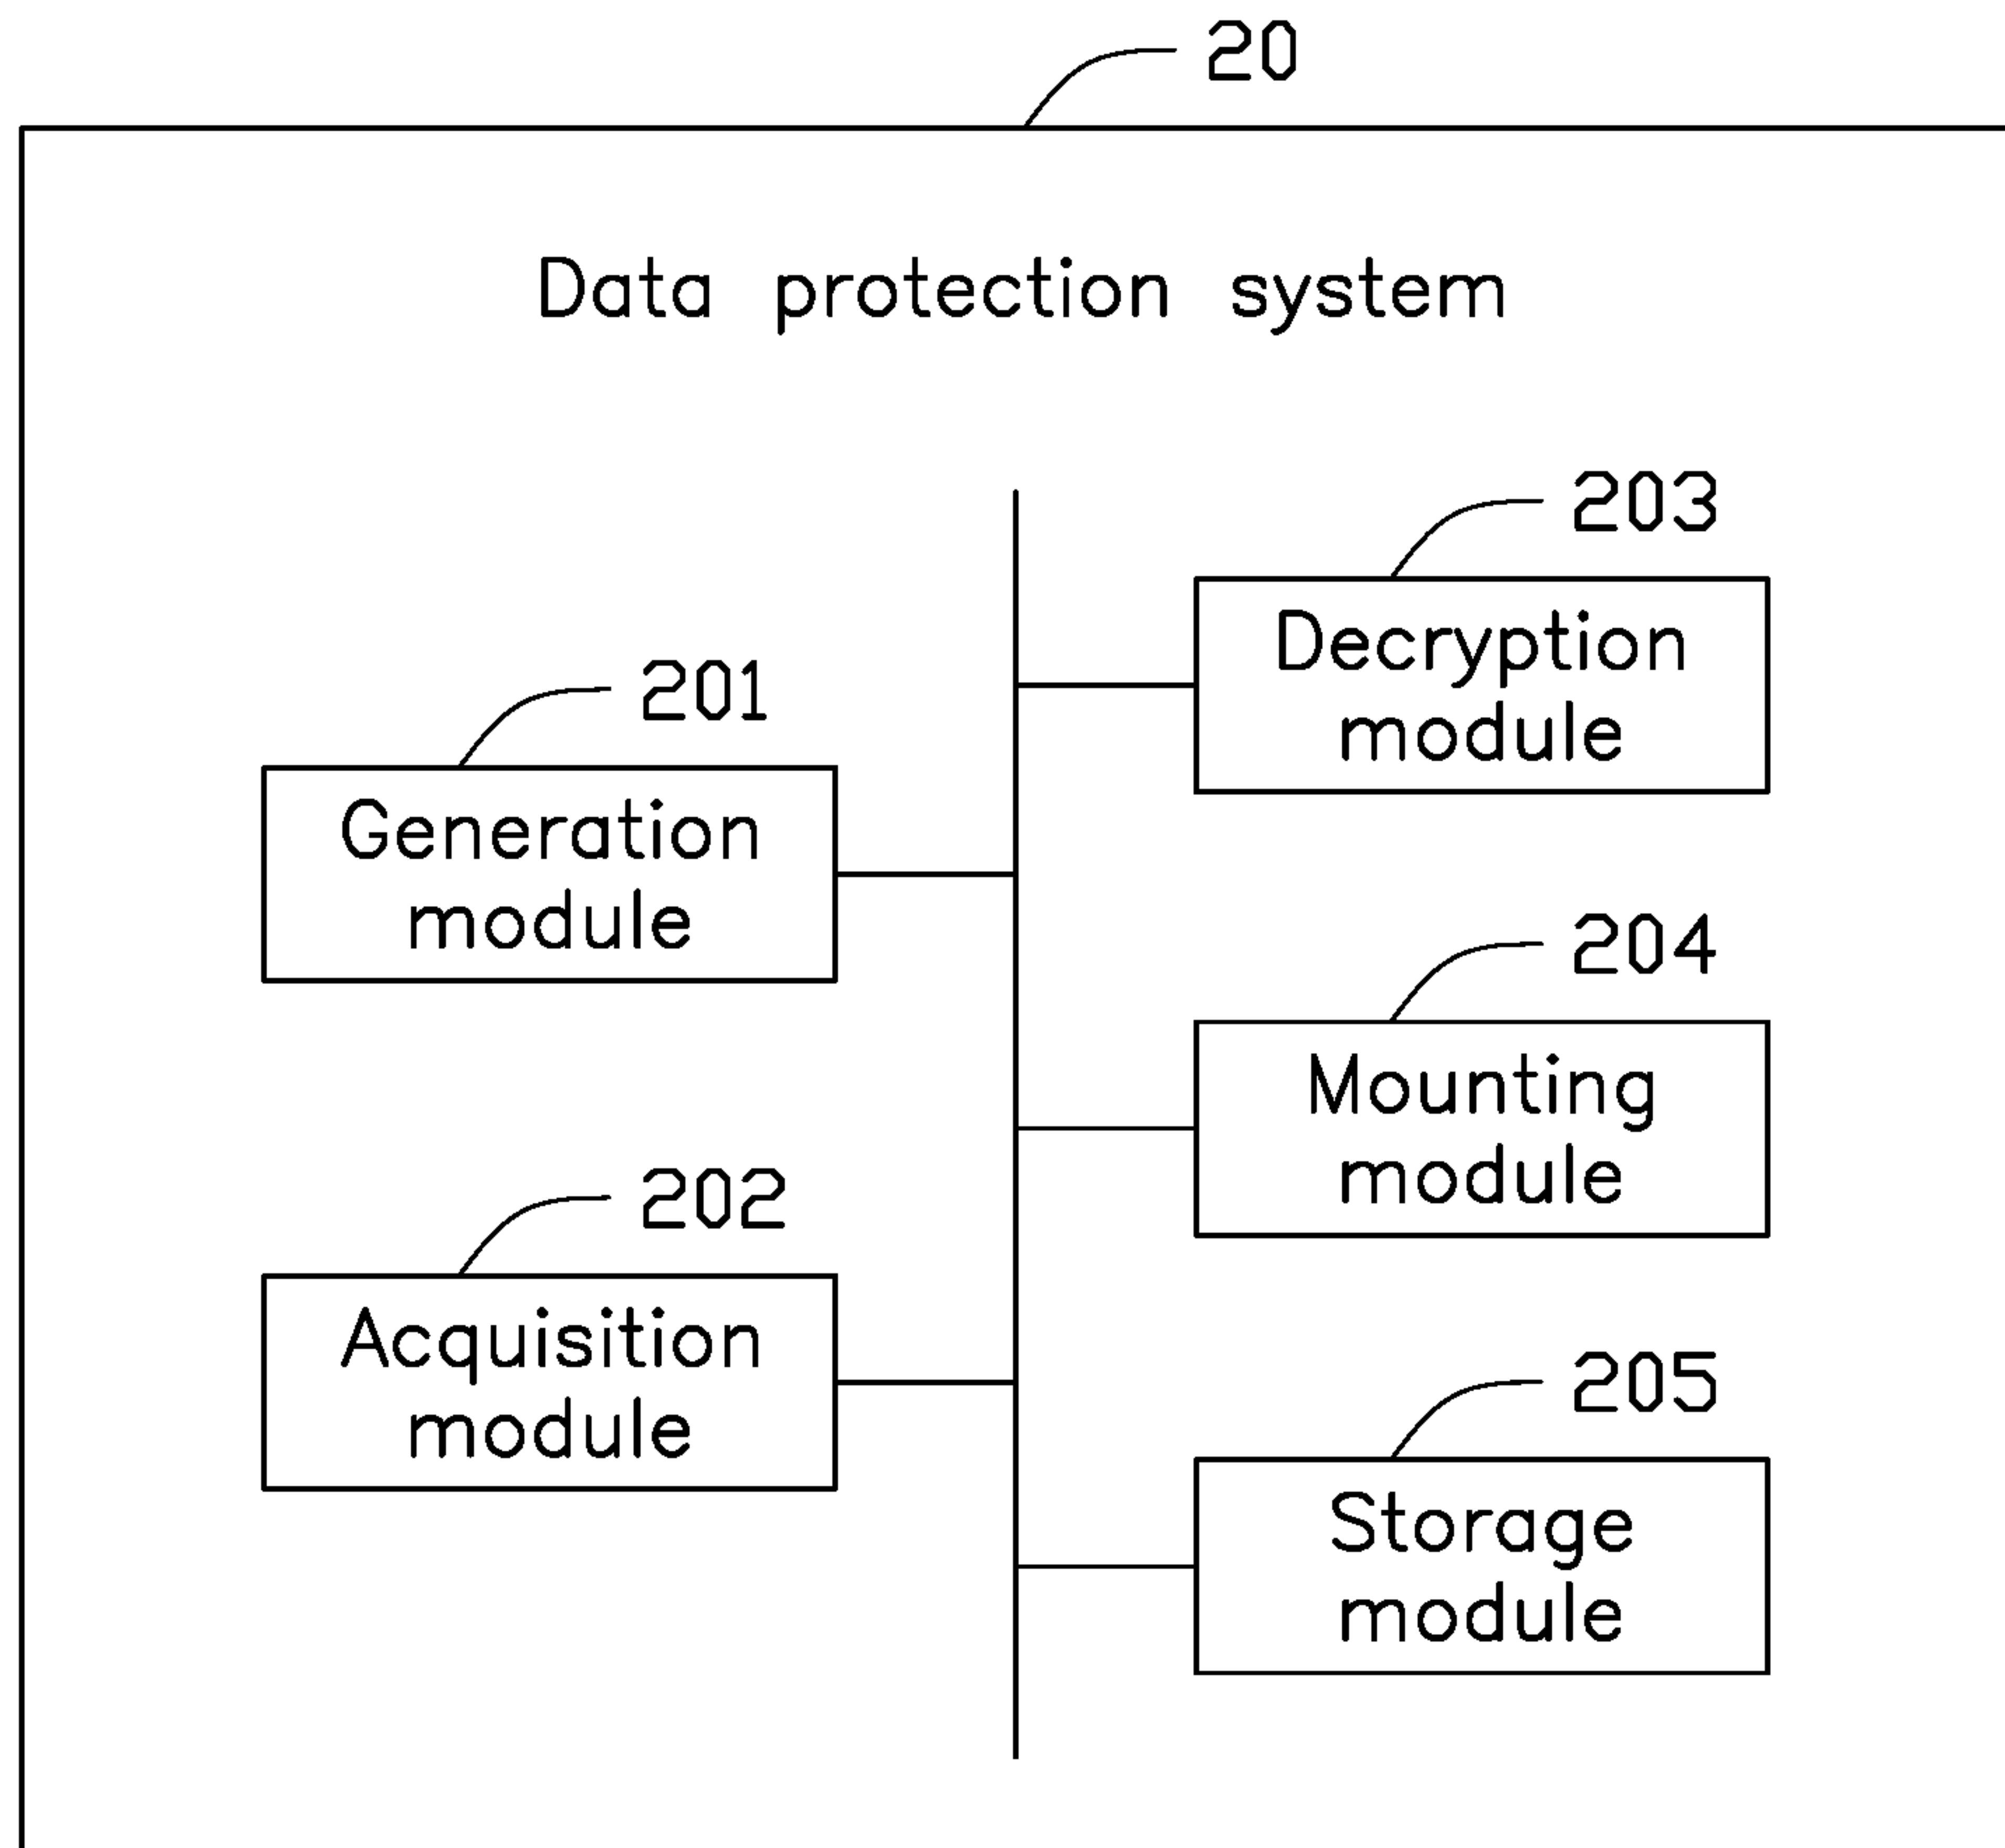 20
Data protection system
201
Generation
module
202
Acquisition
module
203
Decryption
module
204
Mounting
module
205
Storage
module